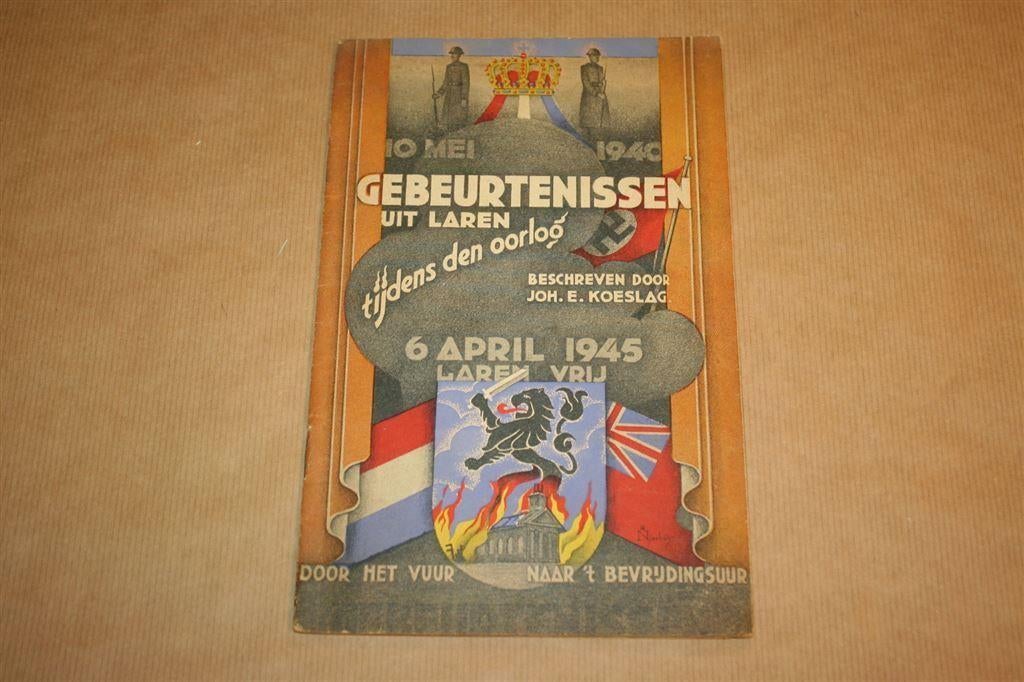 10 MEI 1940
GEBEURTENISSEN
UIT LAREN
tijdens den oorlog
BESCHREVEN DOOR
JOH. E. KOESLAG
6 APRIL 1945
LAREN VRIJ
DOOR HET VUUR NAAR 't BEVRIJDINGSUUR